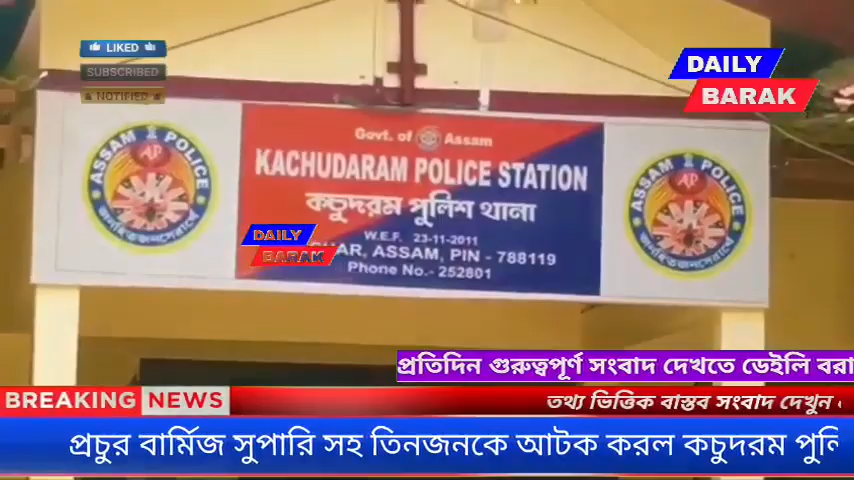 LIKED
SUBSCRIBED
NOTIFIED
DAILY
BARAK
Govt. of Assam
KACHUDARAM POLICE STATION
কচুদরম পুলিশ থানা
W.E.F. 23-11-2011
ASSAM, PIN - 788119
Phone No.- 252801
ASSAM POLICE
AP
ASSAM POLICE
AP
DAILY
BARAK
প্রতিদিন গুরুত্বপূর্ণ সংবাদ দেখতে ডেইলি বরা
BREAKING NEWS
তথ্য ভিত্তিক বাস্তব সংবাদ দেখুন
প্রচুর বার্মিজ সুপারি সহ তিনজনকে আটক করল কচুদরম পুলি